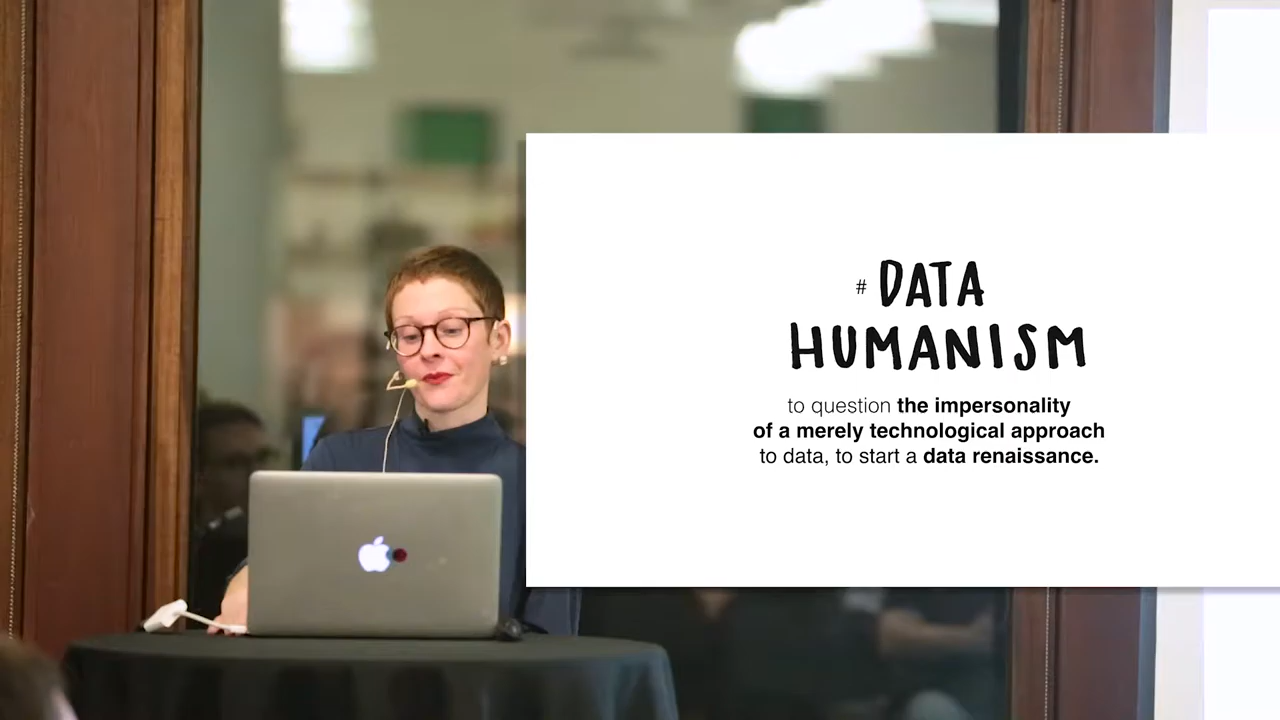 # DATA
HUMANISM
to question the impersonality
of a merely technological approach
to data, to start a data renaissance.